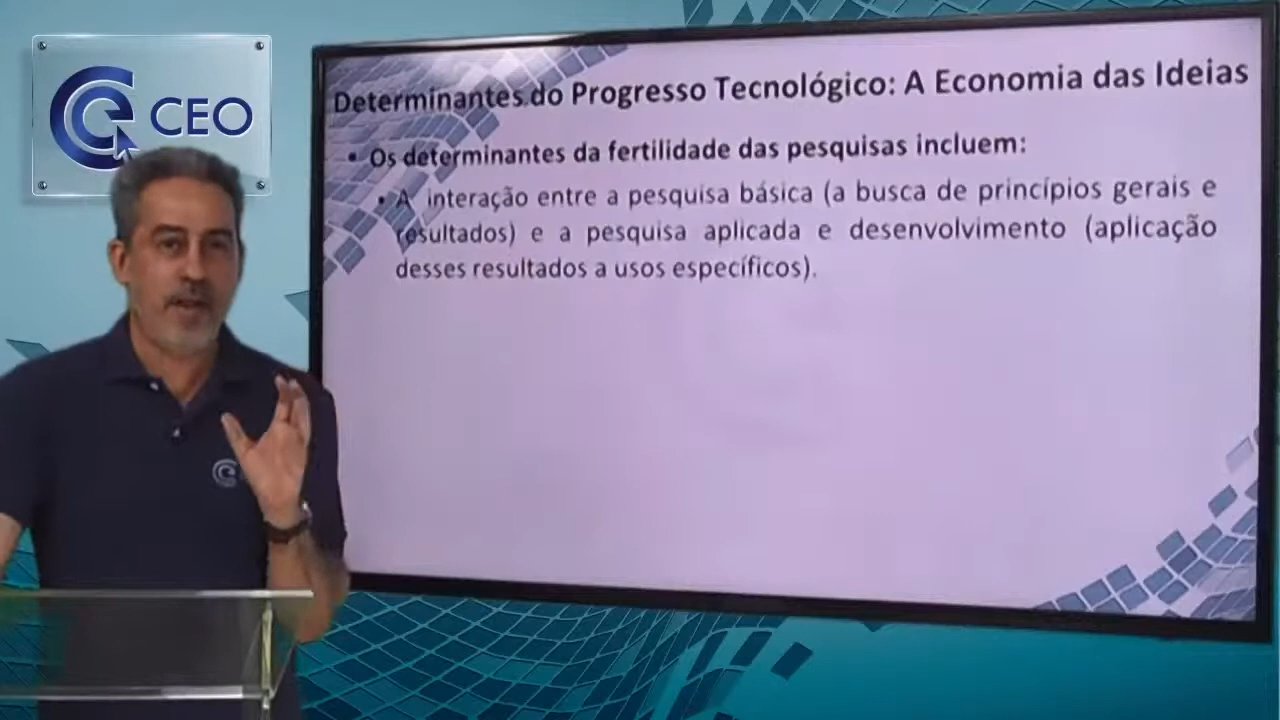 CEO
Determinantes do Progresso Tecnológico: A Economia das Ideias
• Os determinantes da fertilidade das pesquisas incluem:
• A interação entre a pesquisa básica (a busca de princípios gerais e
resultados) e a pesquisa aplicada e desenvolvimento (aplicação
desses resultados a usos específicos).